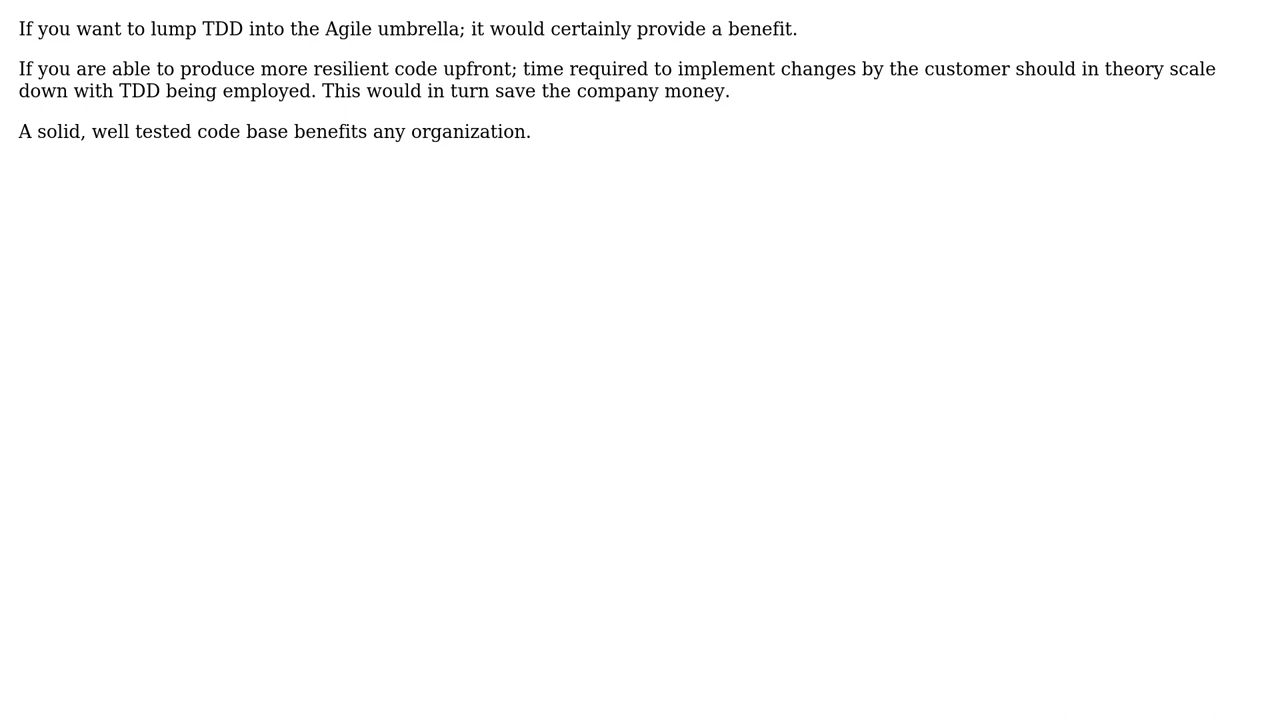 If you want to lump TDD into the Agile umbrella; it would certainly provide a benefit.
If you are able to produce more resilient code upfront; time required to implement changes by the customer should in theory scale
down with TDD being employed. This would in turn save the company money.
A solid, well tested code base benefits any organization.